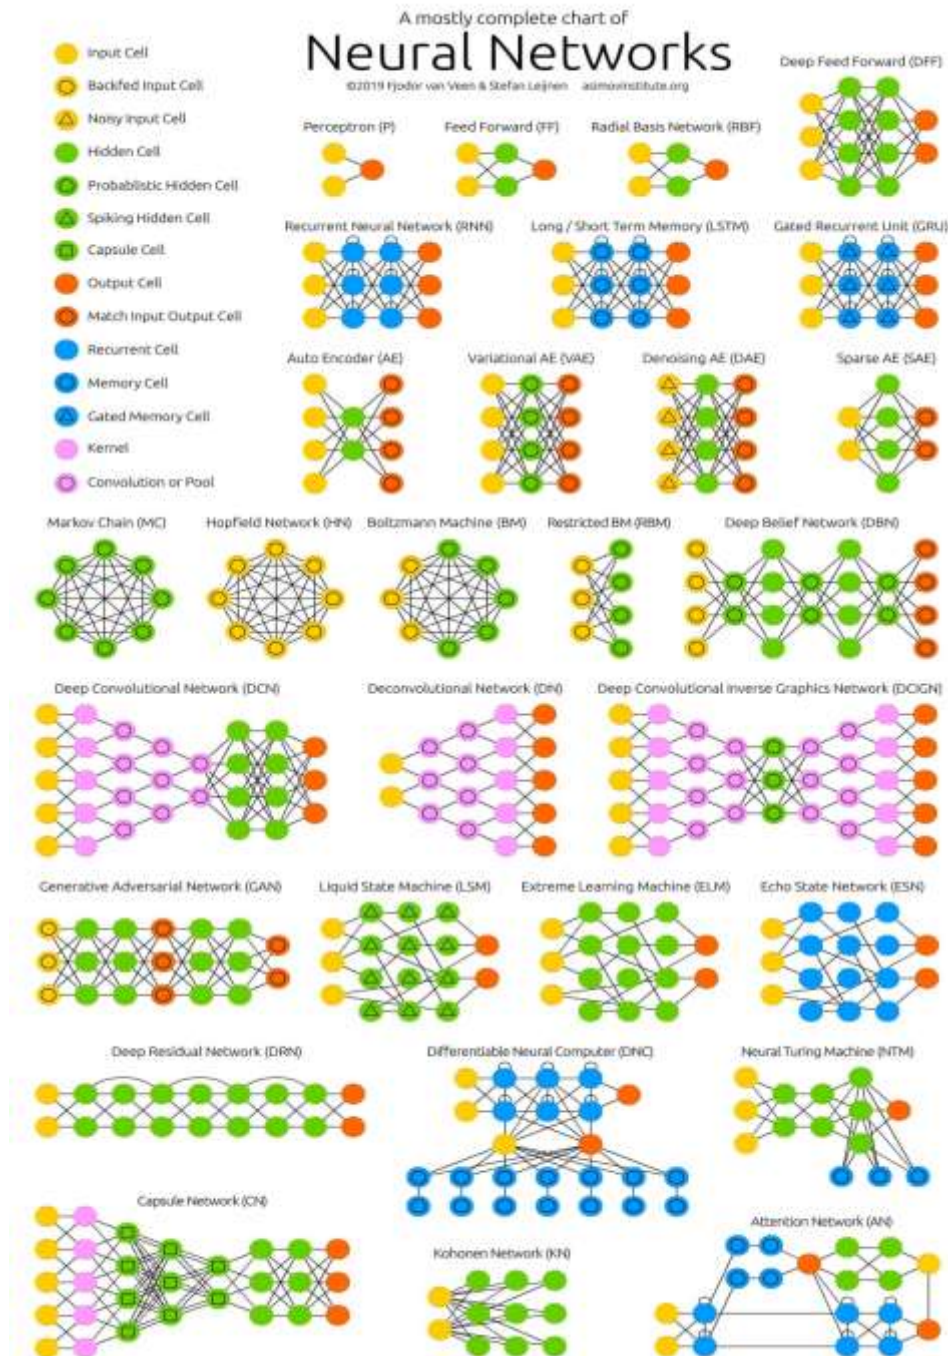 A mostly complete chart of
Neural Networks
©2019 Fjodor van Veen & Stefan Leijnen asimovinstitute.org
Input Cell
Backfed Input Cell
Noisy Input Cell
Hidden Cell
Probablistic Hidden Cell
Spiking Hidden Cell
Capsule Cell
Output Cell
Match Input Output Cell
Recurrent Cell
Memory Cell
Gated Memory Cell
Kernel
Convolution or Pool
Deep Feed Forward (DFF)
Perceptron (P)
Feed Forward (FF)
Radial Basis Network (RBF)
Recurrent Neural Network (RNN)
Long / Short Term Memory (LSTM)
Gated Recurrent Unit (GRU)
Auto Encoder (AE)
Variational AE (VAE)
Denoising AE (DAE)
Sparse AE (SAE)
Markov Chain (MC)
Hopfield Network (HN)
Boltzmann Machine (BM)
Restricted BM (RBM)
Deep Belief Network (DBN)
Deep Convolutional Network (DCN)
Deconvolutional Network (DN)
Deep Convolutional Inverse Graphics Network (DCIGN)
Generative Adversarial Network (GAN)
Liquid State Machine (LSM)
Extreme Learning Machine (ELM)
Echo State Network (ESN)
Deep Residual Network (DRN)
Differentiable Neural Computer (DNC)
Neural Turing Machine (NTM)
Capsule Network (CN)
Kohonen Network (KN)
Attention Network (AN)